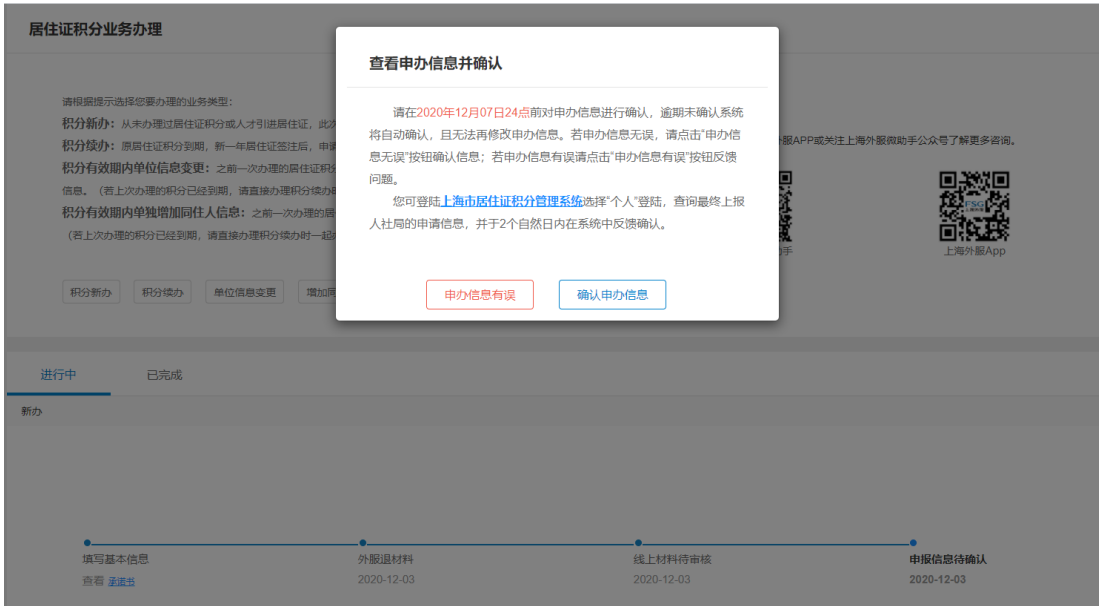 居住证积分业务办理
查看申办信息并确认
请在2020年12月07日24点前对申办信息进行确认，逾期未确认系统
将自动确认，且无法再修改申办信息。若申办信息无误，请点击“申办信
息无误”按钮确认信息；若申办信息有误请点击“申办信息有误”按钮反馈
问题。
您可登陆上海市居住证积分管理系统选择“个人”登陆，查询最终上报
人社局的申请信息，并于2个自然日内在系统中反馈确认。
申办信息有误
确认申办信息
请根据提示选择您要办理的业务类型：
积分新办：从未办理过居住证积分或人才引进居住证，此次
积分续办：原居住证积分到期，新一年居住证签注后，申请
积分有效期内单位信息变更：之前一次办理的居住证积分
信息。（若上次办理的积分已经到期，请直接办理积分续办时
积分有效期内单独增加同住人信息：之前一次办理的居
（若上次办理的积分已经到期，请直接办理积分续办时一起
服APP或关注上海外服微助手公众号了解更多咨询。
FSG
上海外服
助手
上海外服App
积分新办
积分续办
单位信息变更
增加同
进行中
已完成
新办
填写基本信息
查看 承诺书
外服退材料
2020-12-03
线上材料待审核
2020-12-03
申报信息待确认
2020-12-03